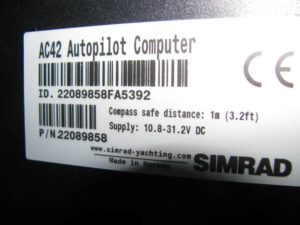 AC42 Autopilot Computer
CE
ID. 22089858FA5392
Compass safe distance: 1m (3.2ft)
Supply: 10.8-31.2V DC
P/N 22089858
www.simrad-yachting.com
Made in Norway
SIMRAD